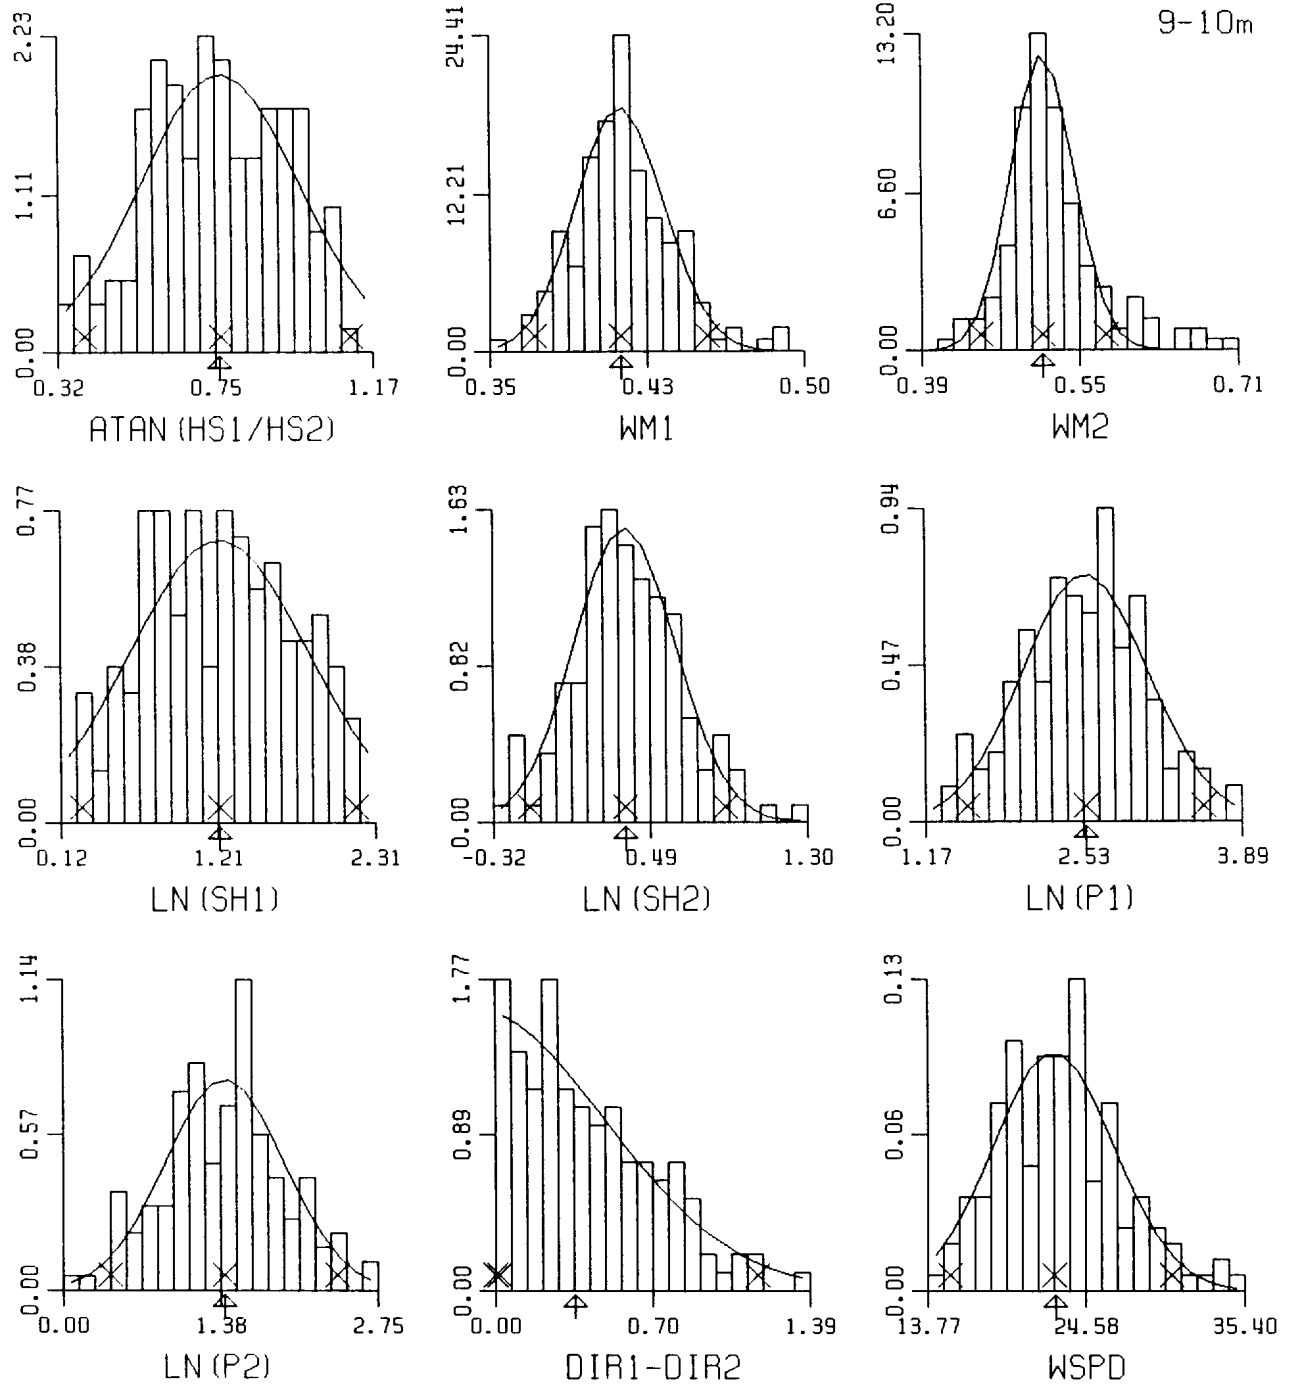 9-10m
2.23
1.11
0.00
0.32 0.75 1.17
ATAN(HS1/HS2)
24.41
12.21
0.00
0.35 0.43 0.50
WM1
13.20
6.60
0.00
0.39 0.55 0.71
WM2
0.77
0.38
0.00
0.12 1.21 2.31
LN(SH1)
1.63
0.82
0.00
-0.32 0.49 1.30
LN(SH2)
0.94
0.47
0.00
1.17 2.53 3.89
LN(P1)
1.14
0.57
0.00
0.00 1.38 2.75
LN(P2)
1.77
0.89
0.00
0.00 0.70 1.39
DIR1-DIR2
0.13
0.06
0.00
13.77 24.58 35.40
WSPD